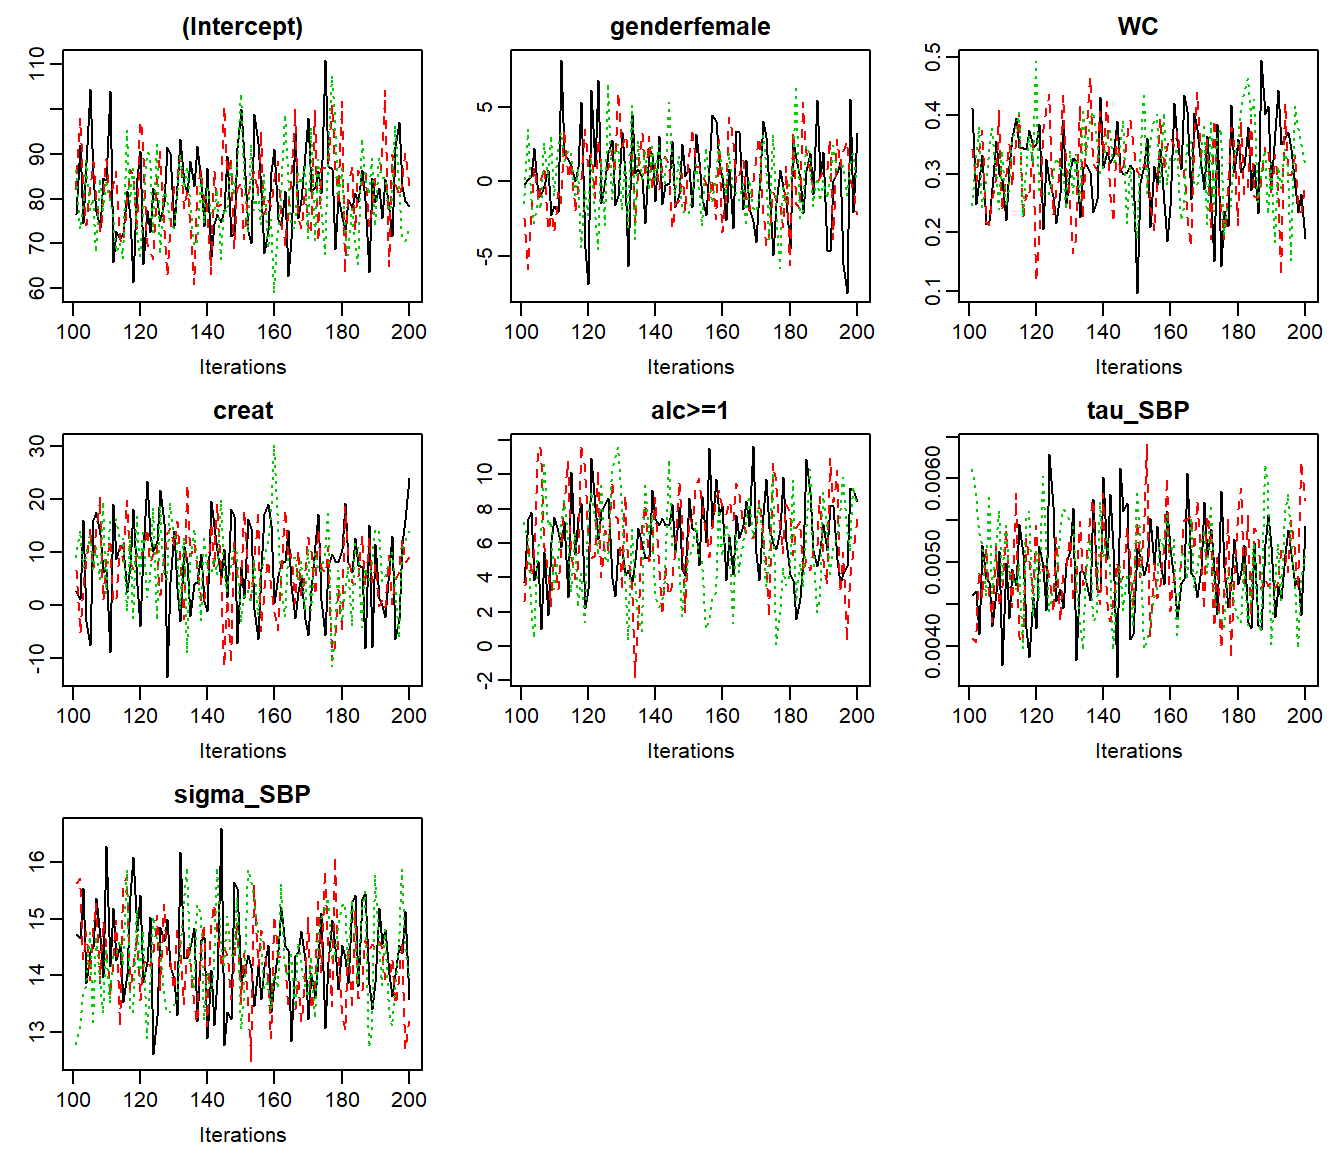 (Intercept) genderfemale WC
110
90
80
70
60
100 120 140 160 180 200
Iterations
5
0
-5
100 120 140 160 180 200
Iterations
0.5
0.4
0.3
0.2
0.1
100 120 140 160 180 200
Iterations
creat alc>=1 tau_SBP
30
20
10
0
-10
100 120 140 160 180 200
Iterations
10
8
6
4
2
0
-2
100 120 140 160 180 200
Iterations
0.0060
0.0050
0.0040
100 120 140 160 180 200
Iterations
sigma_SBP
16
15
14
13
100 120 140 160 180 200
Iterations